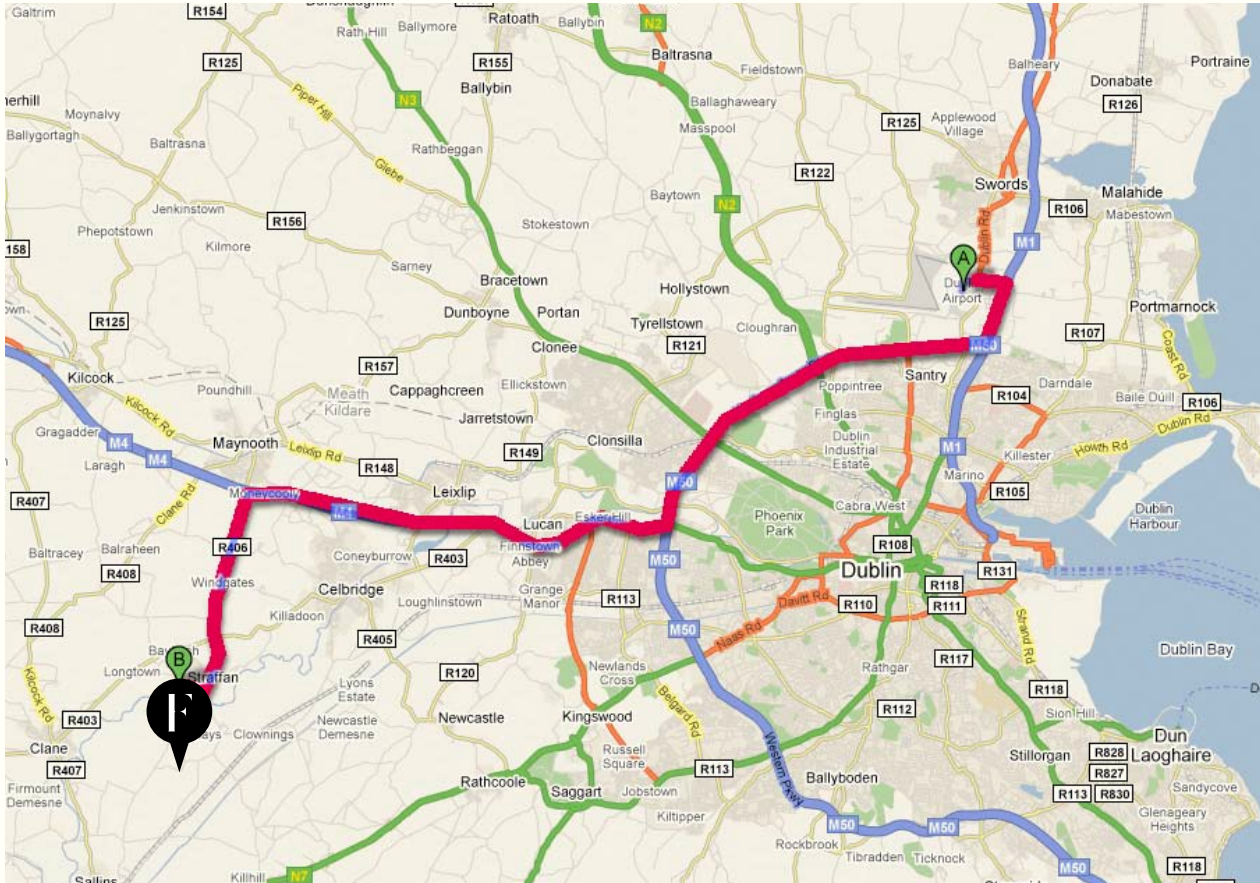 Galtrim
R154
Dunshaughlin
Ratoath
Ballybin
N2
Rath Hill
Ballymore
Baltrasna
R125
R155
Fieldstown
Balheary
Portraine
Donabate
R126
Piper Hill
N3
Ballybin
Ballaghaweary
Moynalvy
Ballygortagh
Baltrasna
Rathbeggan
Masspool
R125
Applewood
Village
Glebe
R122
Swords
Malahide
Jenkinstown
R156
Baytown
N2
R106
Mabestown
Phepotstown
Kilmore
Stokestown
Dublin Rd
M1
158
Sarney
Bracetown
A
Hollystown
Airport
Portmarnock
R125
Dunboyne
Portan
Tyrrellstown
Cloughran
R107
Clonee
R121
M50
Coast Rd
Kilcock
R157
Poundhill
Meath
Kildare
Cappaghcreen
Ellickstown
Poppintree
Santry
Darndale
R104
Baile Dúill
R106
Kilcock Rd
Jarretstown
Finglas
Dublin Rd
Gragadder
M4
Maynooth
Leixlip Rd
R149
Clonsilla
Dublin
Industrial
Estate
M1
Howth Rd
Killester
Laragh
M4
R148
Leixlip
M50
Marino
R407
Clane Rd
Moneycooly
Cabra West
R105
Lucan
Esker Hill
Phoenix
Park
Dublin
Harbour
R406
Coneyburrow
R403
Finnstown
Abbey
R108
Baltracey
Balraheen
R408
M50
Dublin
R131
Windgates
Celbridge
Loughlinstown
Grange
Manor
R113
R118
R110
R111
Killadoon
Davitt Rd
R408
R405
M50
Naas Rd
Strand Rd
Dublin Bay
Longtown
B
Straffan
Rathgar
R117
Newlands
Cross
R120
Lyons
Estate
Kilcock Rd
Belgard Rd
R118
R403
F
Clownings
Newcastle
Demesne
Newcastle
Kingswood
R112
Sion Hill
Dun
Laoghaire
Clane
R407
Russell
Square
Western Pkwy
Stillorgan
R828
R827
Firmount
Demesne
Rathcoole
Saggart
Jobstown
R113
Ballyboden
R113
R830
Sandycove
Kiltipper
Glenageary
Heights
M50
M50
Rockbrook
Tibradden
Ticknock
M50
R118
Sallins
Killhill
N7